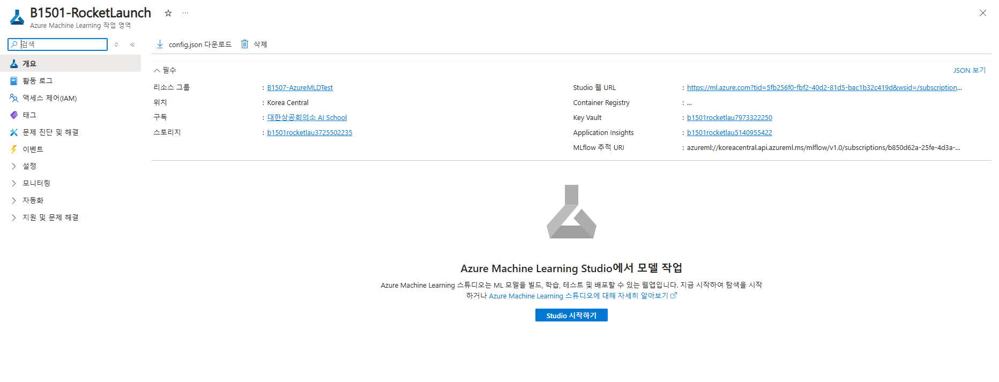 B1501-RocketLaunch
Azure Machine Learning 작업 영역
검색
config.json 다운로드
삭제
개요
활동 로그
액세스 제어(IAM)
태그
문제 진단 및 해결
이벤트
설정
모니터링
자동화
지원 및 문제 해결
필수
JSON 보기
리소스 그룹 : B1507-AzureMLDTest
위치 : Korea Central
구독 : 대한상공회의소 AI School
스토리지 : b1501rocketlau3725502235
Studio 웹 URL : https://ml.azure.com?tid=5fb256f0-fbf2-40d2-81d5-bac1b32c419d&wsid=/subscription...
Container Registry : ...
Key Vault : b1501rocketlau7973322250
Application Insights : b1501rocketlau5140955422
MLflow 추적 URI : azureml://koreacentral.api.azureml.ms/mlflow/v1.0/subscriptions/b850d62a-25fe-4d3a-...
Azure Machine Learning Studio에서 모델 작업
Azure Machine Learning 스튜디오는 ML 모델을 빌드, 학습, 테스트 및 배포할 수 있는 웹앱입니다. 지금 시작하여 탐색을 시작
하거나 Azure Machine Learning 스튜디오에 대해 자세히 알아보기
Studio 시작하기